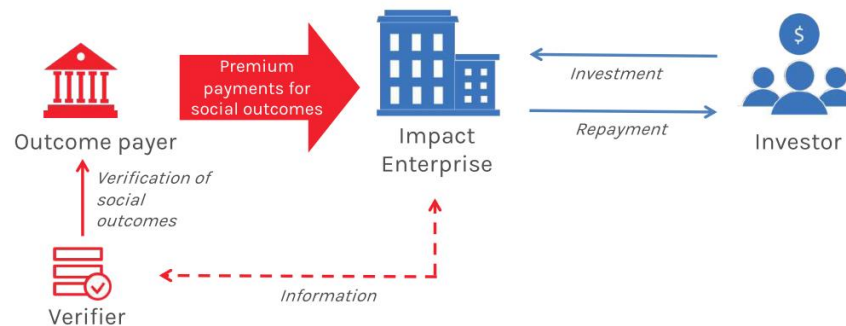 $
Premium
payments for
social outcomes
Investment
Repayment
Outcome payer
Impact
Enterprise
Investor
Verification of
social
outcomes
Information
Verifier